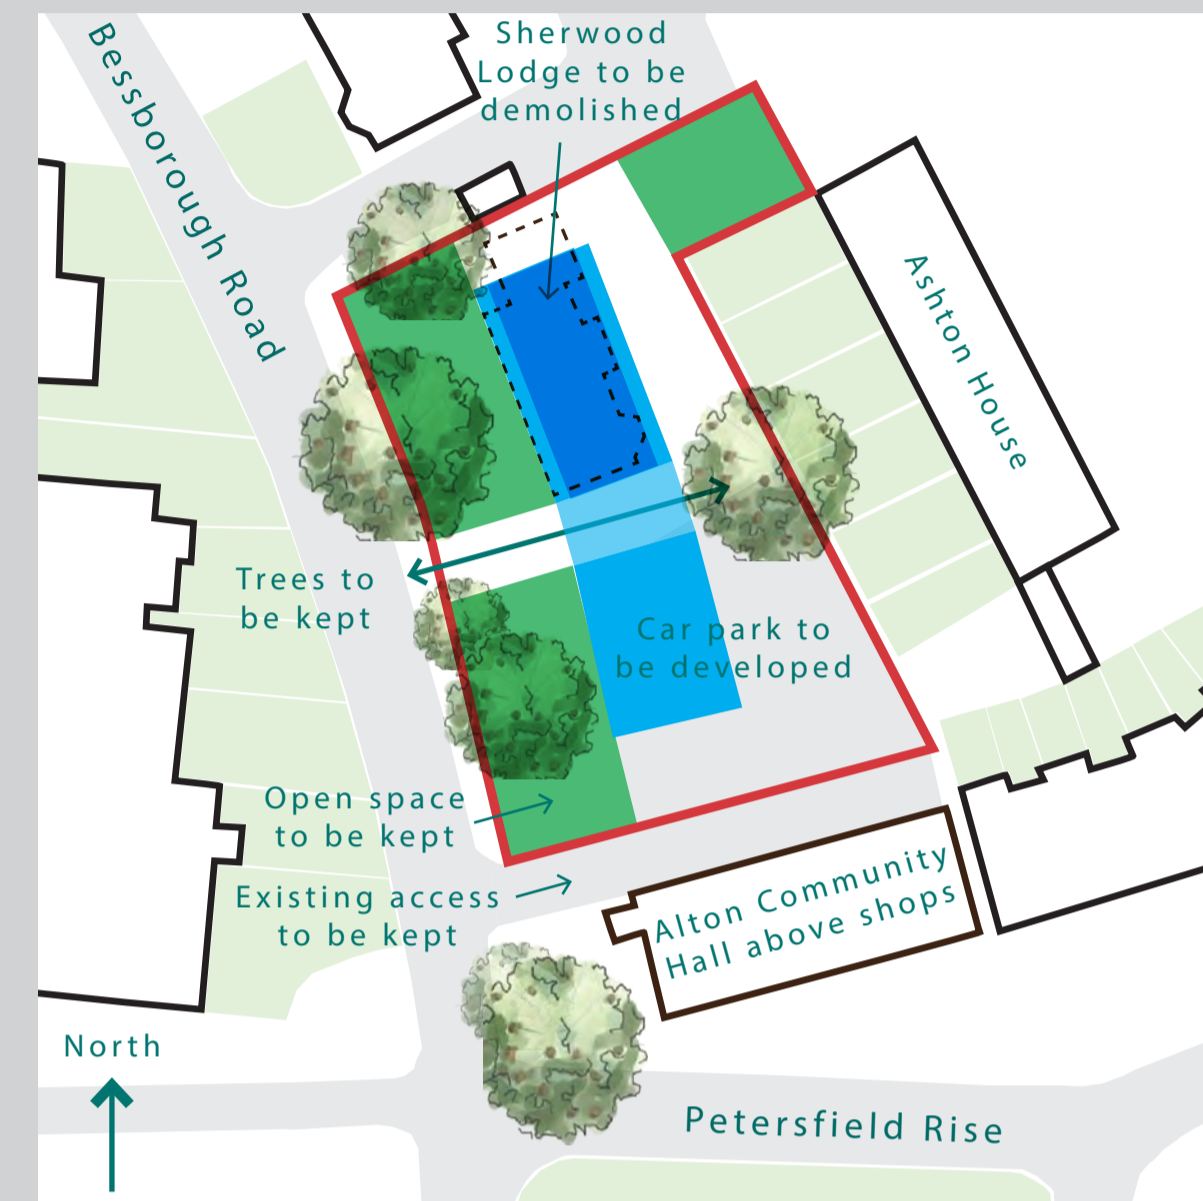 Sherwood
Lodge to be
demolished
Bessborough Road
Ashton House
Trees to
be kept
Car park to
be developed
Open space
to be kept
Existing access
to be kept
Alton Community
Hall above shops
North
Petersfield Rise